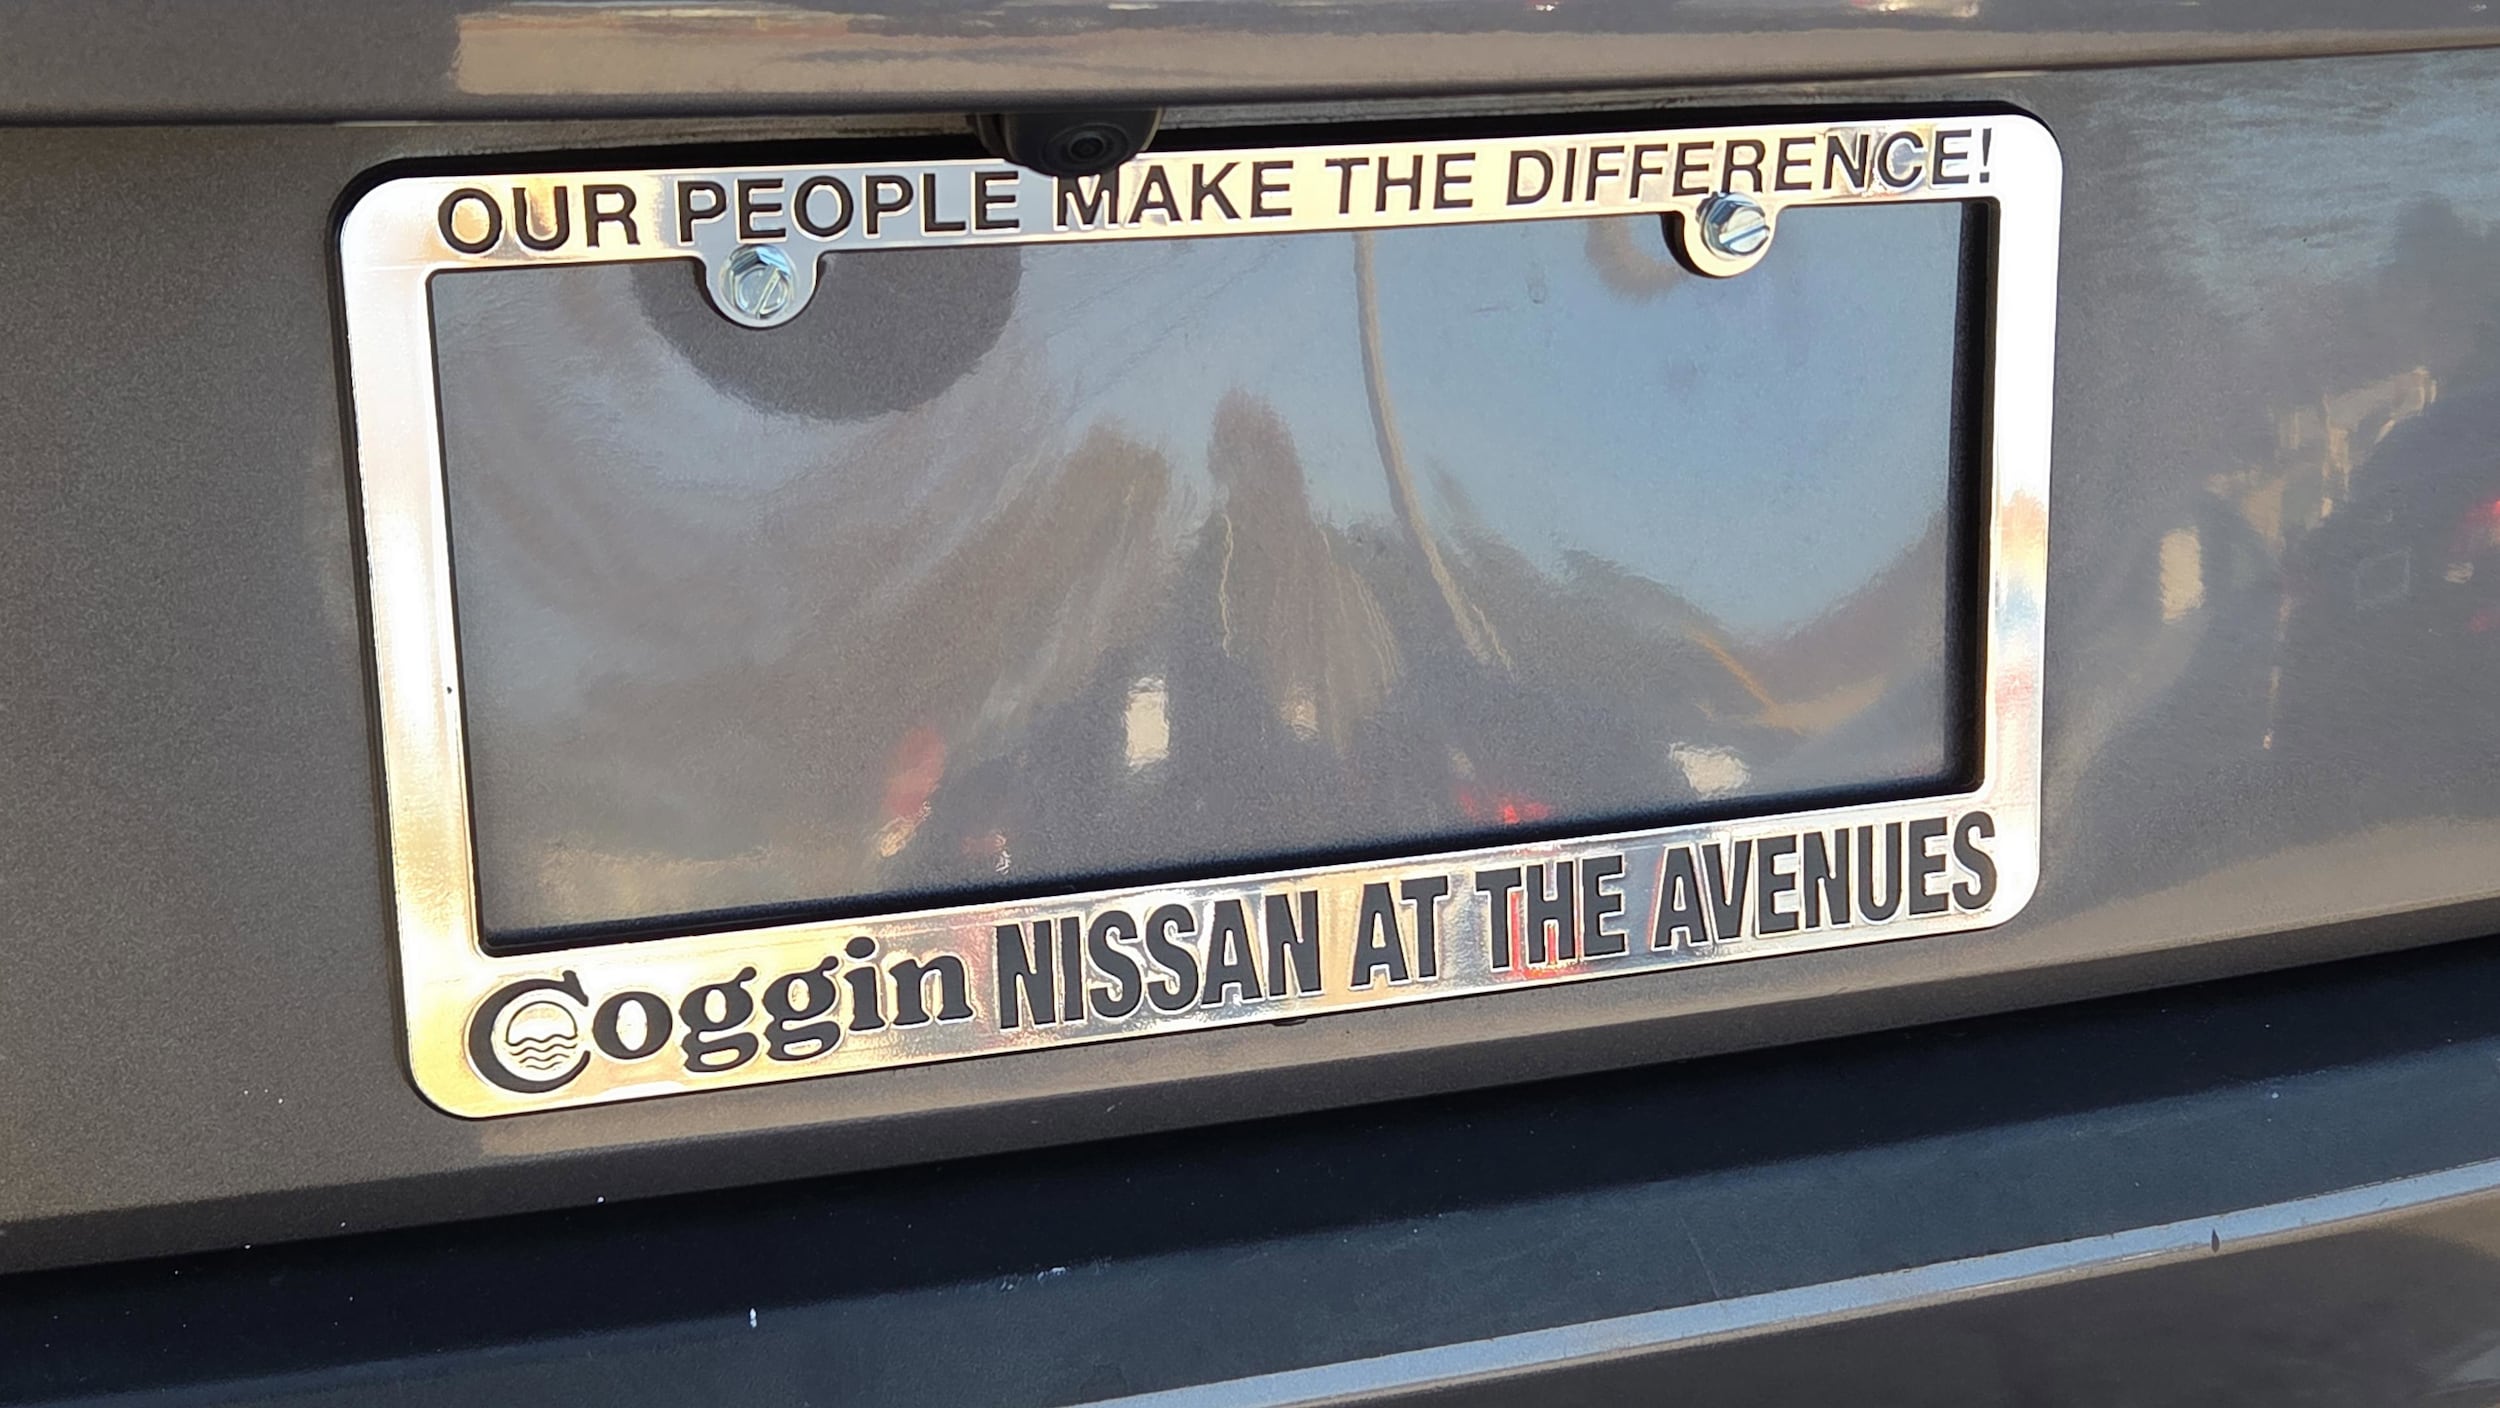 OUR PEOPLE MAKE THE DIFFERENCE!
Coggin NISSAN AT THE AVENUES